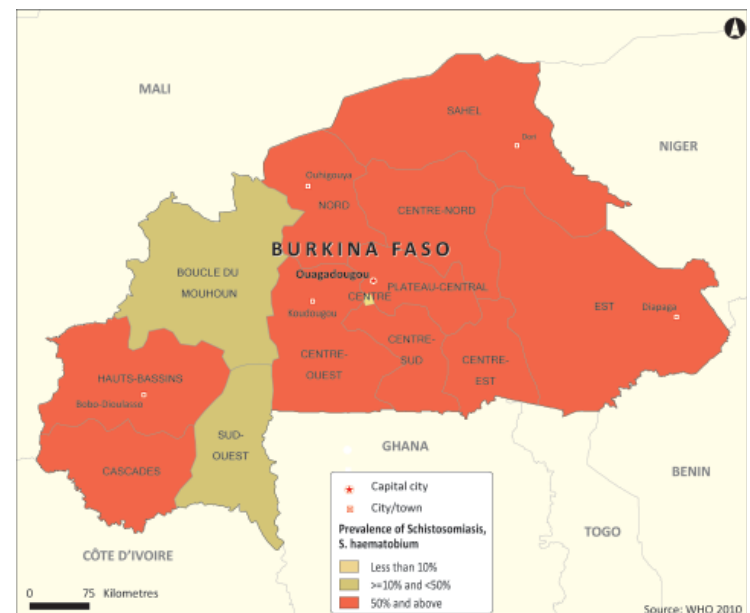 MALI
SAHEL
Dori
NIGER
Ouhigouya
NORD
CENTRE-NORD
BURKINA FASO
BOUCLE DU
MOUHOUN
Ouagadougou
CENTRE
PLATEAU-CENTRAL
Koudougou
EST
Diapaga
CENTRE-
OUEST
CENTRE-
SUD
CENTRE-
EST
HAUTS-BASSINS
Bobo-Dioulasso
SUD-
OUEST
CASCADES
GHANA
BENIN
TOGO
CÔTE D'IVOIRE
Capital city
City/town
Prevalence of Schistosomiasis,
S. haematobium
Less than 10%
>=10% and <50%
50% and above
0 75 Kilometres
Source: WHO 2010